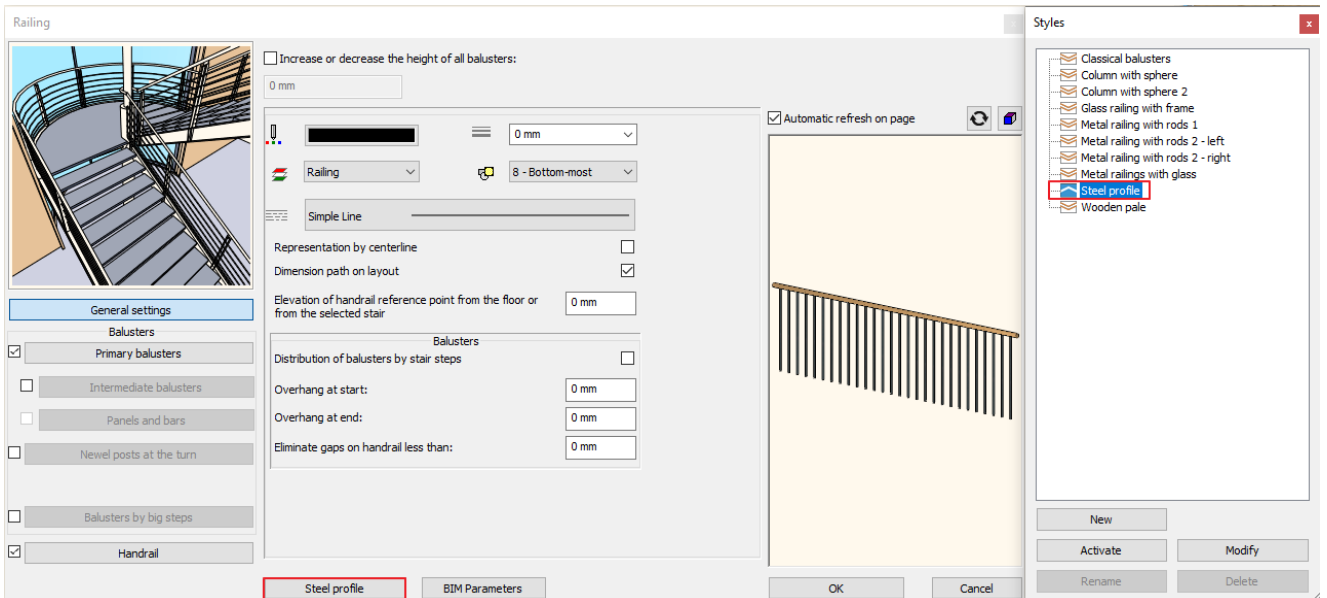 Railing
Increase or decrease the height of all balusters:
0 mm
0 mm
Railing
8 - Bottom-most
Simple Line
Representation by centerline
Dimension path on layout
Elevation of handrail reference point from the floor or
from the selected stair
0 mm
Balusters
Distribution of balusters by stair steps
Overhang at start:
0 mm
Overhang at end:
0 mm
Eliminate gaps on handrail less than:
0 mm
General settings
Balusters
Primary balusters
Intermediate balusters
Panels and bars
Newel posts at the turn
Balusters by big steps
Handrail
Steel profile
BIM Parameters
Automatic refresh on page
OK
Cancel
Styles
x
Classical balusters
Column with sphere
Column with sphere 2
Glass railing with frame
Metal railing with rods 1
Metal railing with rods 2 - left
Metal railing with rods 2 - right
Metal railings with glass
Steel profile
Wooden pale
New
Activate
Modify
Rename
Delete